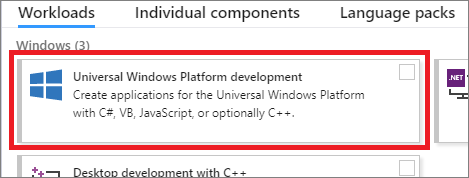 Workloads Individual components Language packs
Windows (3)
Universal Windows Platform development
Create applications for the Universal Windows Platform
with C#, VB, JavaScript, or optionally C++.
.NET
Desktop development with C++